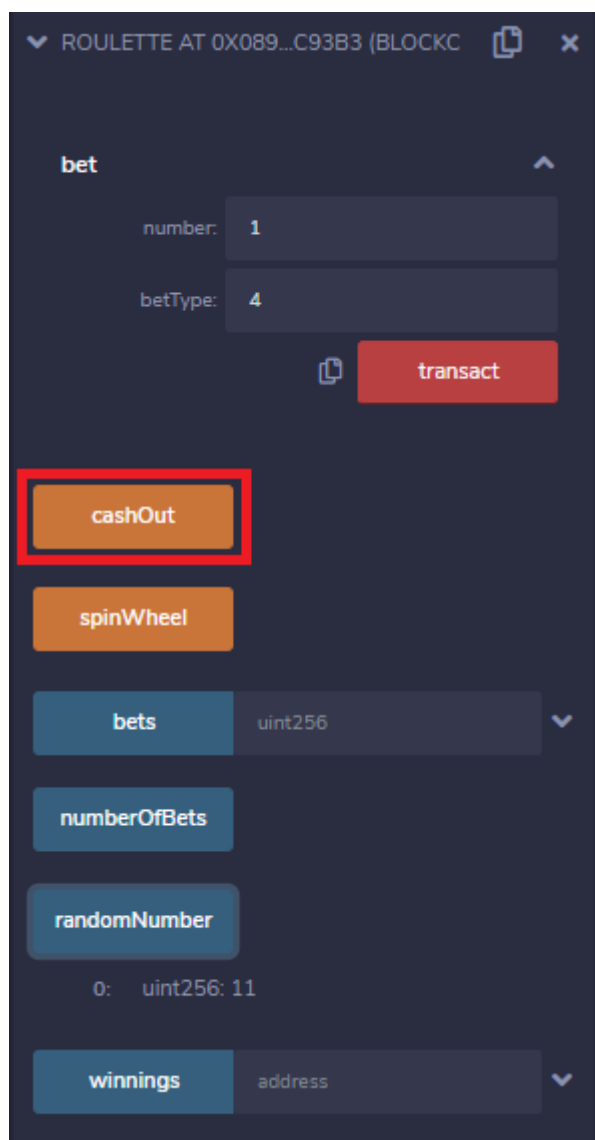 ROULETTE AT 0X089...C93B3 (BLOCKC
bet
number: 1
betType: 4
transact
cashOut
spinWheel
bets uint256
numberOfBets
randomNumber
0: uint256: 11
winnings address